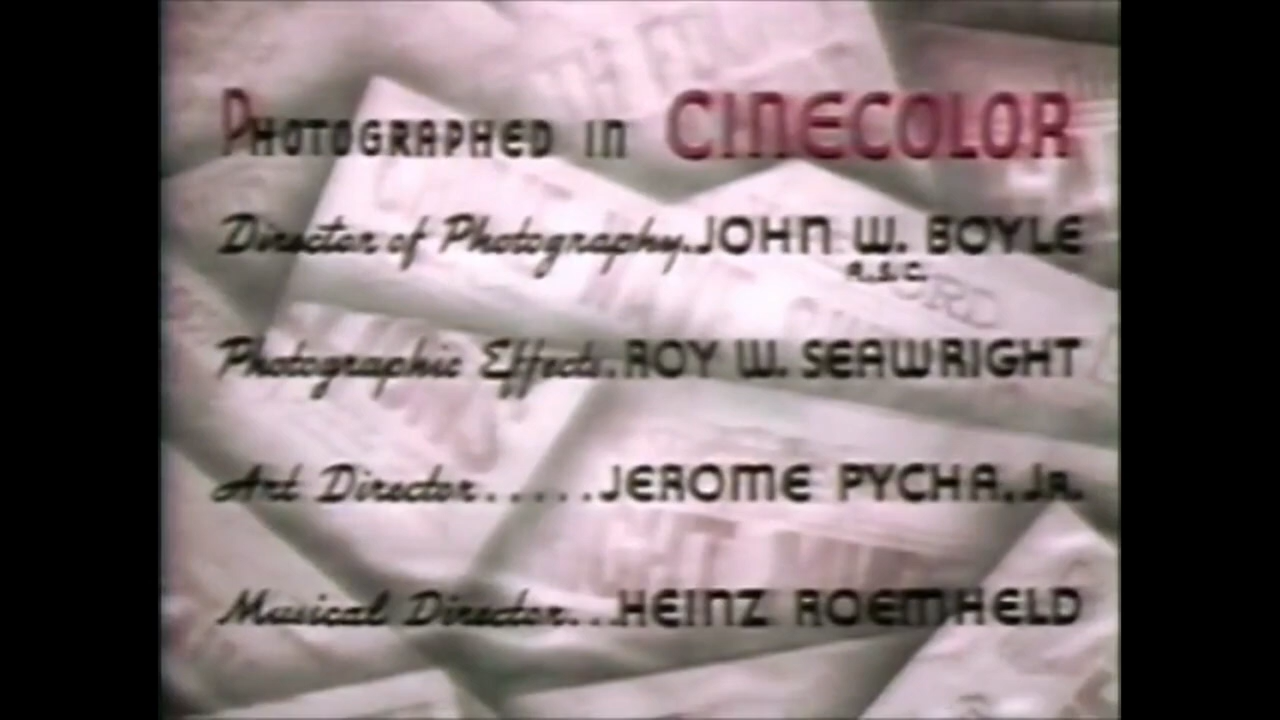 PHOTOGRAPHED IN CINECOLOR
Director of Photography. JOHN W. BOYLE
A.S.C.
Photographic Effects. ROY W. SEAWRIGHT
Art Director.....JEROME PYCHA, JR.
Musical Director...HEINZ ROEMHELD